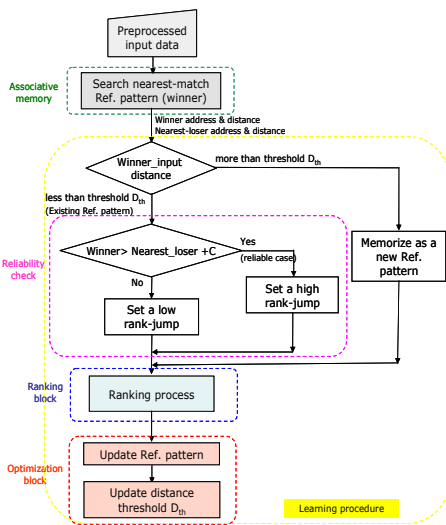 Preprocessed
input data
Associative
memory
Search nearest-match
Ref. pattern (winner)
Winner address & distance
Nearest-loser address & distance
Winner_input
distance
more than threshold Dth
less than threshold Dth
(Existing Ref. pattern)
Winner> Nearest_loser +C
Yes
(reliable case)
Memorize as a
new Ref.
pattern
Reliability
check
No
Set a low
rank-jump
Set a high
rank-jump
Ranking
block
Ranking process
Update Ref. pattern
Optimization
block
Update distance
threshold Dth
Learning procedure